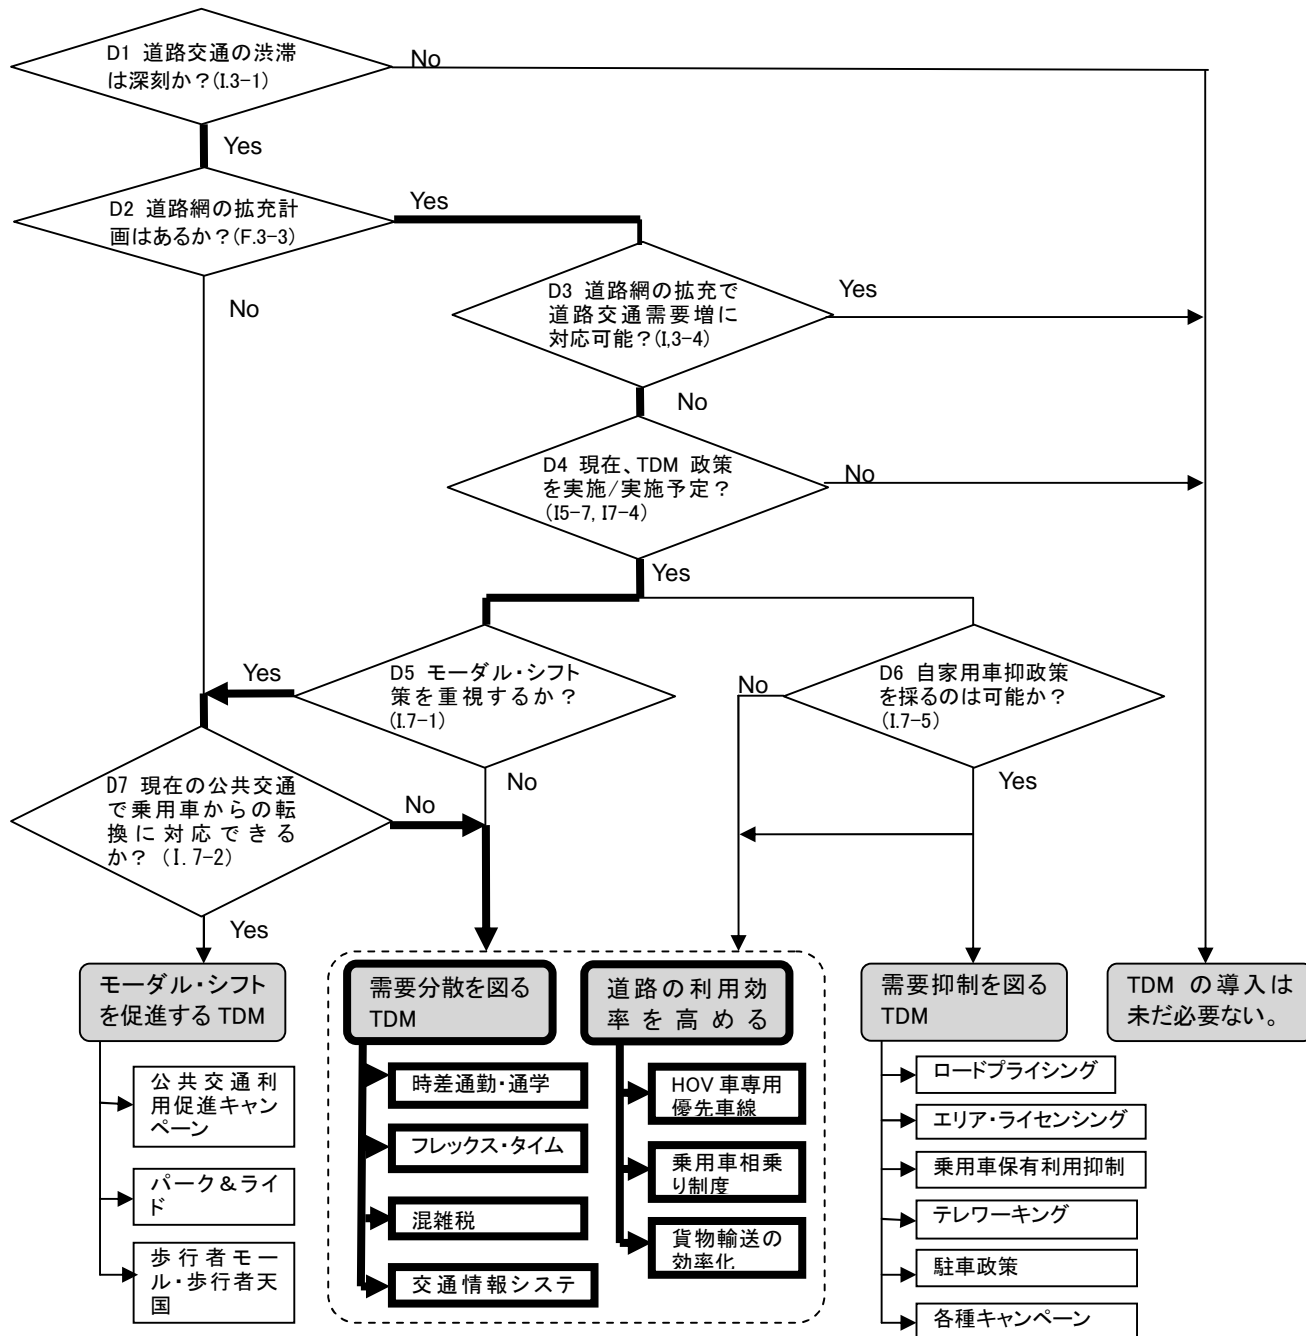 D1 道路交通の渋滞
は深刻か？(I.3-1)
No
Yes
D2 道路網の拡充計
画はあるか？(F.3-3)
Yes
No
D3 道路網の拡充で
道路交通需要増に
対応可能？(I,3-4)
Yes
No
D4 現在、TDM 政策
を実施/実施予定？
(I5-7, I7-4)
No
Yes
D5 モーダル・シフト
策を重視するか？
(I.7-1)
Yes
No
D6 自家用車抑政策
を採るのは可能か？
(I.7-5)
No
Yes
D7 現在の公共交通
で乗用車からの転
換に対応できる
か？ (I. 7-2)
No
Yes
モーダル・シフト
を促進する TDM
公共交通利
用促進キャン
ペーン
パーク＆ライ
ド
歩行者モー
ル・歩行者天
国
需要分散を図る
TDM
時差通勤・通学
フレックス・タイム
混雑税
交通情報システ
道路の利用効
率を高める
HOV 車専用
優先車線
乗用車相乗
り制度
貨物輸送の
効率化
需要抑制を図る
TDM
ロードプライシング
エリア・ライセンシング
乗用車保有利用抑制
テレワーキング
駐車政策
各種キャンペーン
TDM の導入は
未だ必要ない。